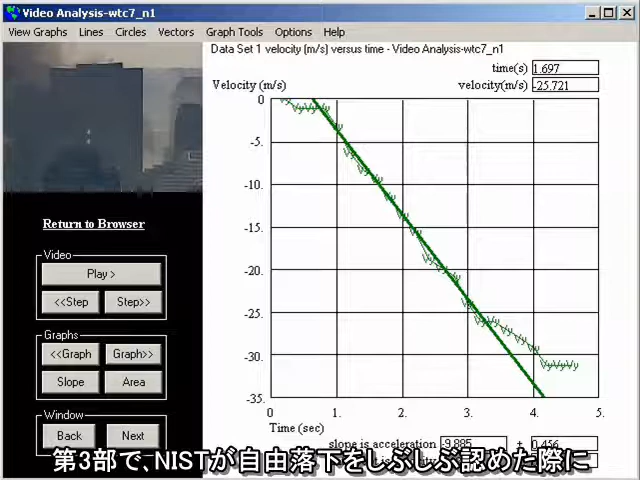 Video Analysis-wtc7_n1
View Graphs Lines Circles Vectors Graph Tools Options Help
Data Set 1 velocity (m/s) versus time - Video Analysis-wtc7_n1
time(s) 1.697
Velocity (m/s) velocity(m/s) -25.721
0
-5.
-10.
-15.
-20.
-25.
-30.
-35.
0 1. 2. 3. 4. 5.
Time (sec)
Return to Browser
Video
Play >
<<Step Step>>
Graphs
<<Graph Graph>>
Slope Area
Window
Back Next
slope is acceleration -9.885 ± 0.456
第3部で、NISTが自由落下をしぶしぶ認めた際に